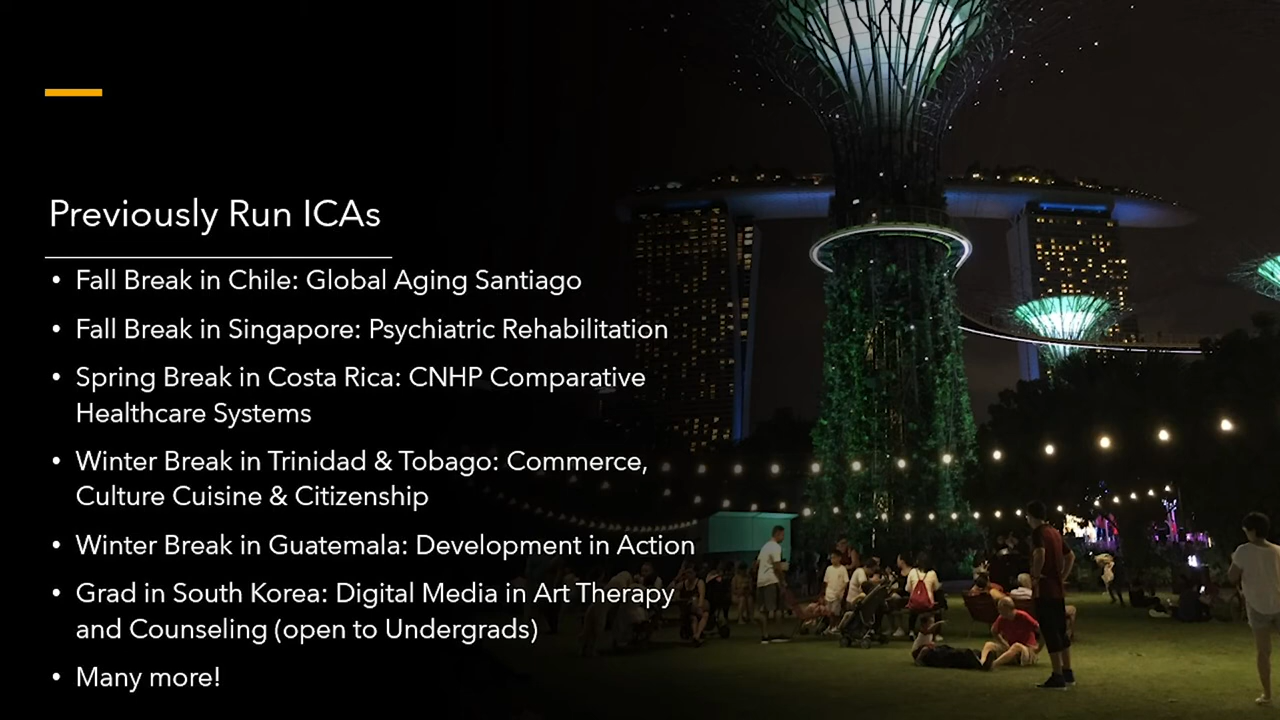 Previously Run ICAs
• Fall Break in Chile: Global Aging Santiago
• Fall Break in Singapore: Psychiatric Rehabilitation
• Spring Break in Costa Rica: CNHP Comparative
Healthcare Systems
• Winter Break in Trinidad & Tobago: Commerce,
Culture Cuisine & Citizenship
• Winter Break in Guatemala: Development in Action
• Grad in South Korea: Digital Media in Art Therapy
and Counseling (open to Undergrads)
• Many more!